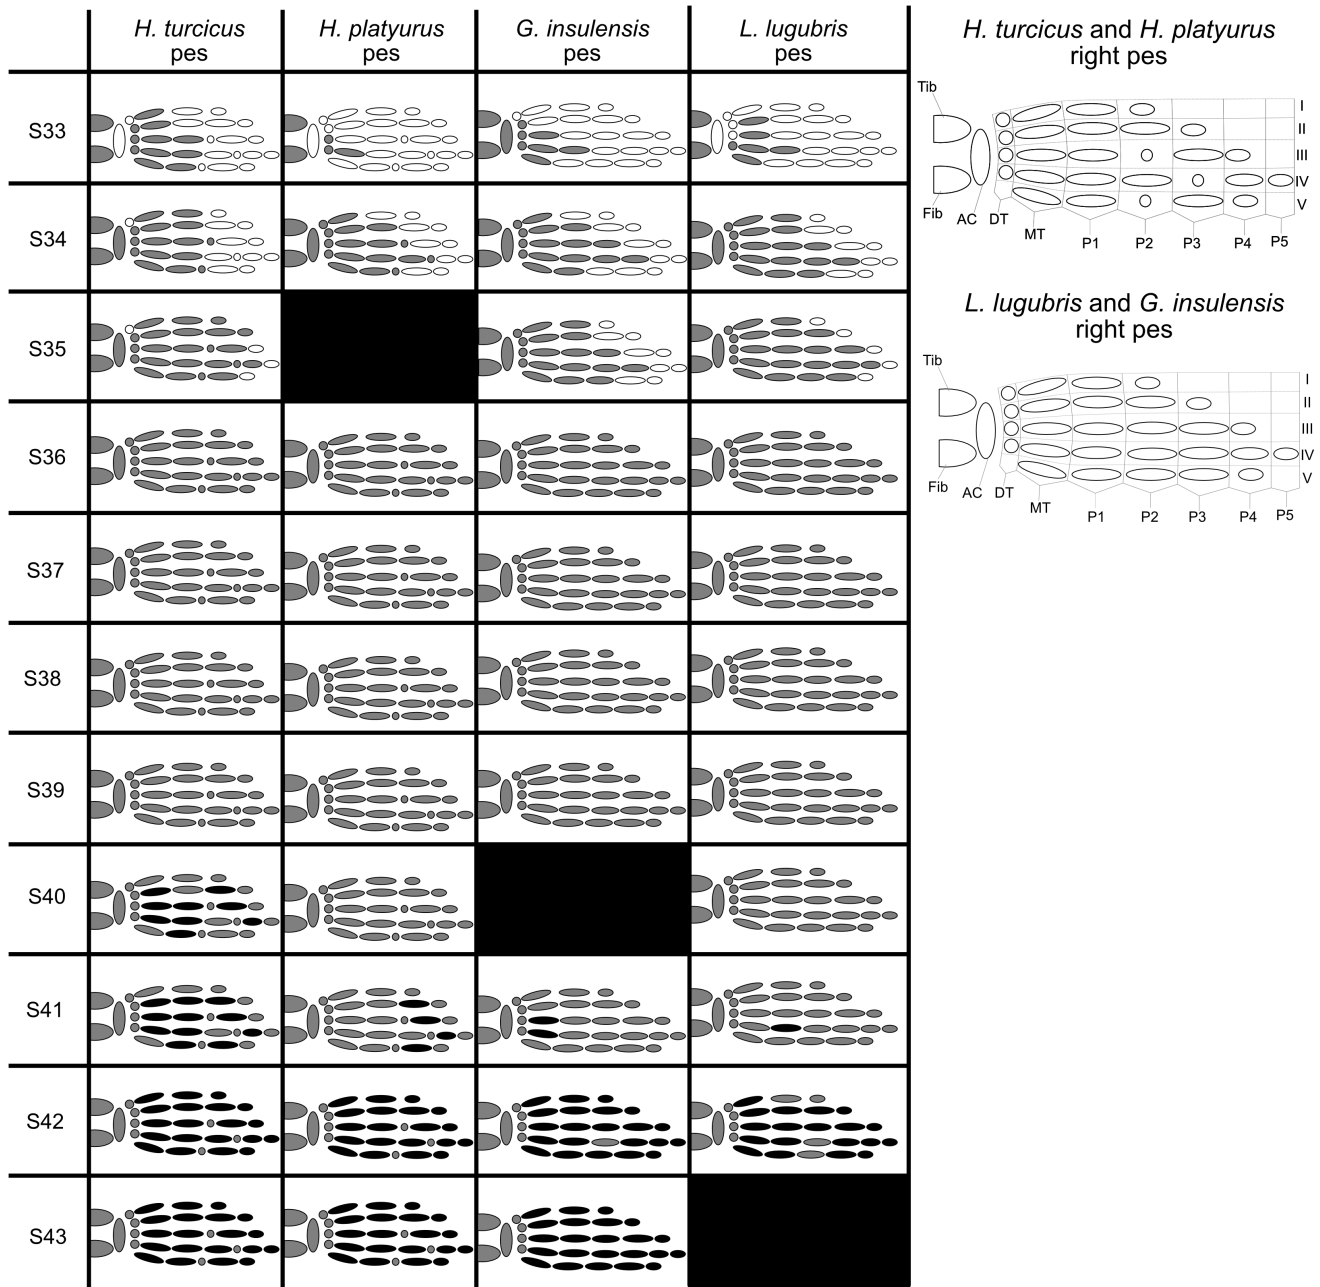 H. turcicus
pes
H. platyurus
pes
G. insulensis
pes
L. lugubris
pes
S33
S34
S35
S36
S37
S38
S39
S40
S41
S42
S43
H. turcicus and H. platyurus
right pes
Tib
I
II
III
IV
V
Fib
AC
DT
MT
P1
P2
P3
P4
P5
L. lugubris and G. insulensis
right pes
Tib
I
II
III
IV
V
Fib
AC
DT
MT
P1
P2
P3
P4
P5